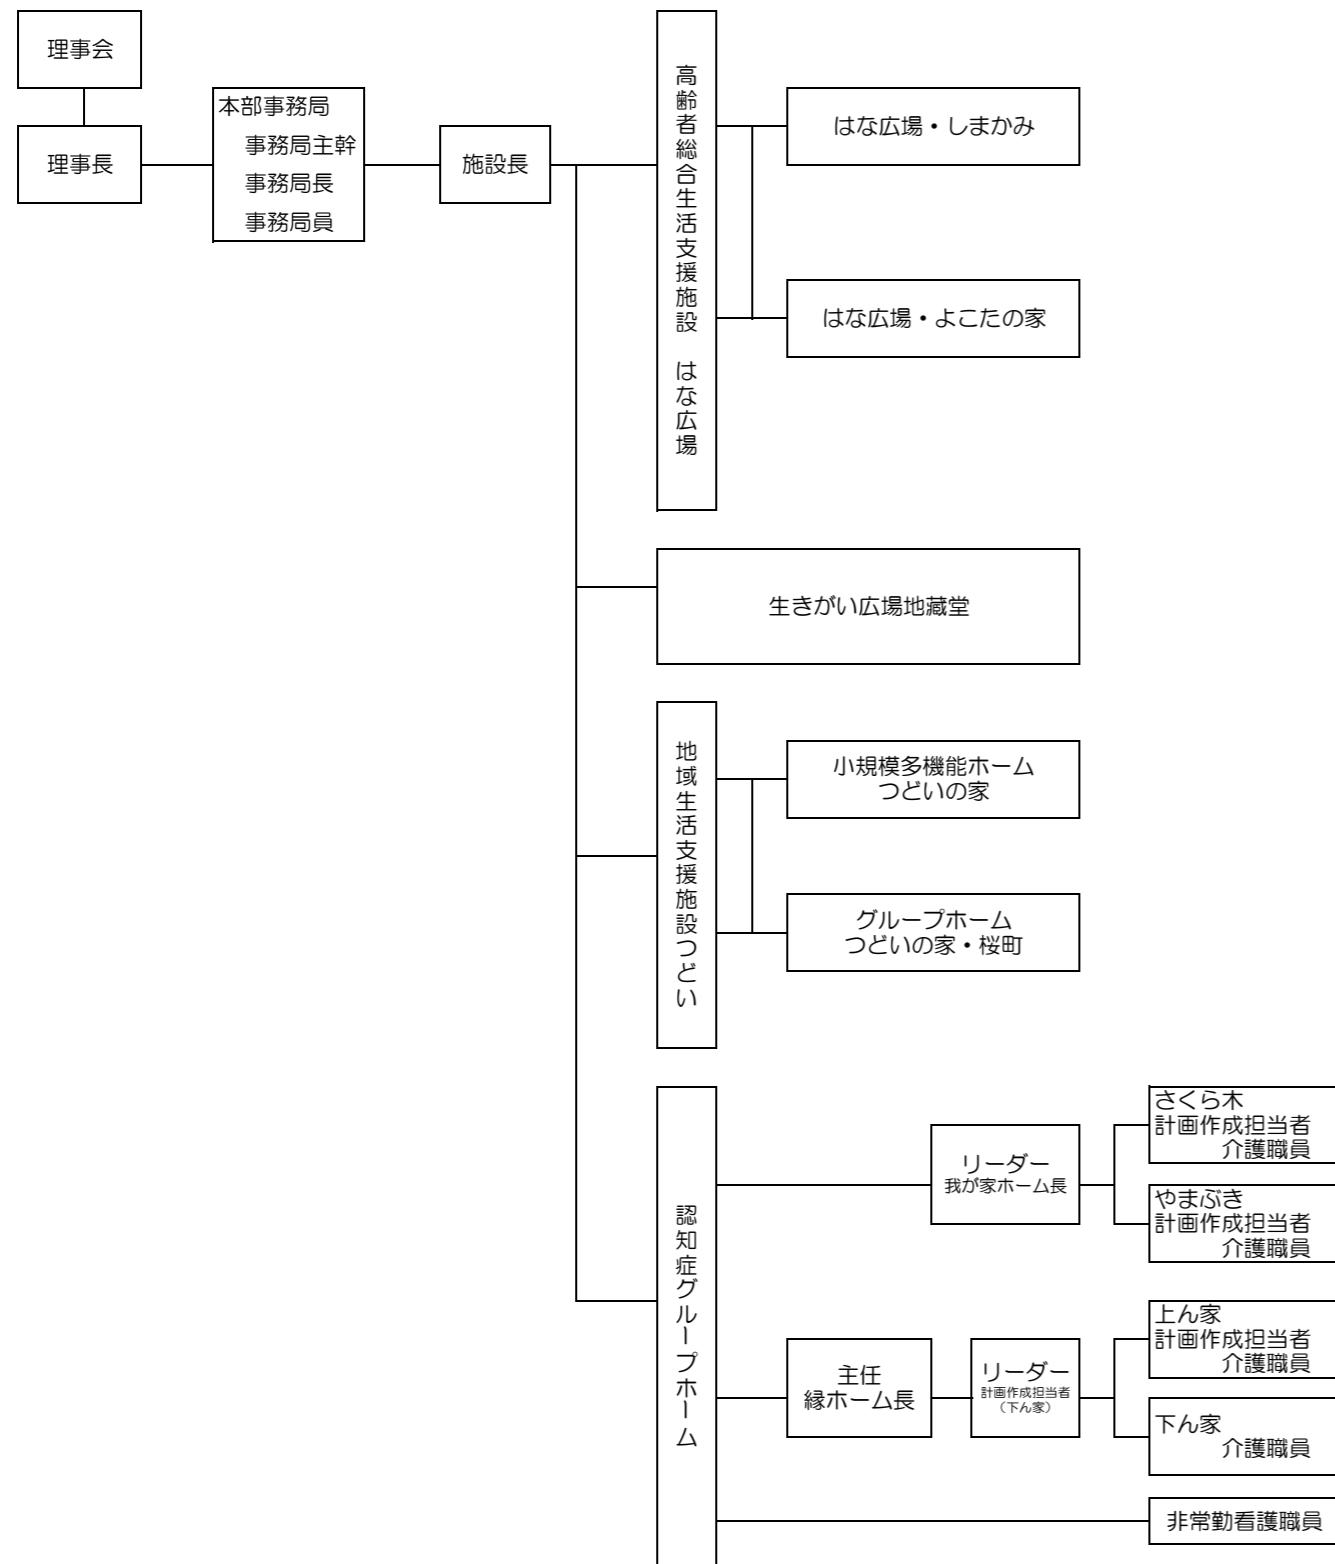 理事会
理事長
本部事務局
事務局主幹
事務局長
事務局員
施設長
高齢者総合生活支援施設　はな広場
はな広場・しまかみ
はな広場・よこたの家
生きがい広場地蔵堂
地域生活支援施設つどい
小規模多機能ホーム
つどいの家
グループホーム
つどいの家・桜町
認知症グループホーム
リーダー
我が家ホーム長
さくら木
計画作成担当者
介護職員
やまぶき
計画作成担当者
介護職員
主任
縁ホーム長
リーダー
計画作成担当者
（下ん家）
上ん家
計画作成担当者
介護職員
下ん家
介護職員
非常勤看護職員